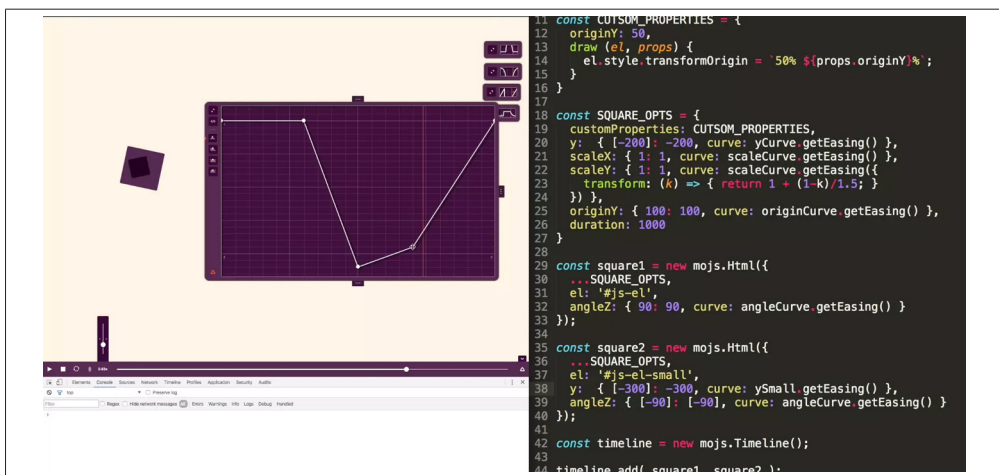 Elements Console Sources Network Timeline Profiles Application Security Audits
top Preserve log
Filter Regex Hide network messages All Errors Warnings Info Logs Debug Handled
11 const CUTSOM_PROPERTIES = {
12 originY: 50,
13 draw (el, props) {
14 el.style.transformOrigin = `50% ${props.originY}%`;
15 }
16 }
17
18 const SQUARE_OPTS = {
19 customProperties: CUTSOM_PROPERTIES,
20 y: { [-200]: -200, curve: yCurve.getEasing() },
21 scaleX: { 1: 1, curve: scaleCurve.getEasing() },
22 scaleY: { 1: 1, curve: scaleCurve.getEasing({
23 transform: (k) => { return 1 + (1-k)/1.5; }
24 }) },
25 originY: { 100: 100, curve: originCurve.getEasing() },
26 duration: 1000
27 }
28
29 const square1 = new mojs.Html({
30 ...SQUARE_OPTS,
31 el: '#js-el',
32 angleZ: { 90: 90, curve: angleCurve.getEasing() }
33 });
34
35 const square2 = new mojs.Html({
36 ...SQUARE_OPTS,
37 el: '#js-el-small',
38 y: { [-300]: -300, curve: ySmall.getEasing() },
39 angleZ: { [-90]: [-90], curve: angleCurve.getEasing() }
40 });
41
42 const timeline = new mojs.Timeline();
43
44 timeline.add( square1, square2 );